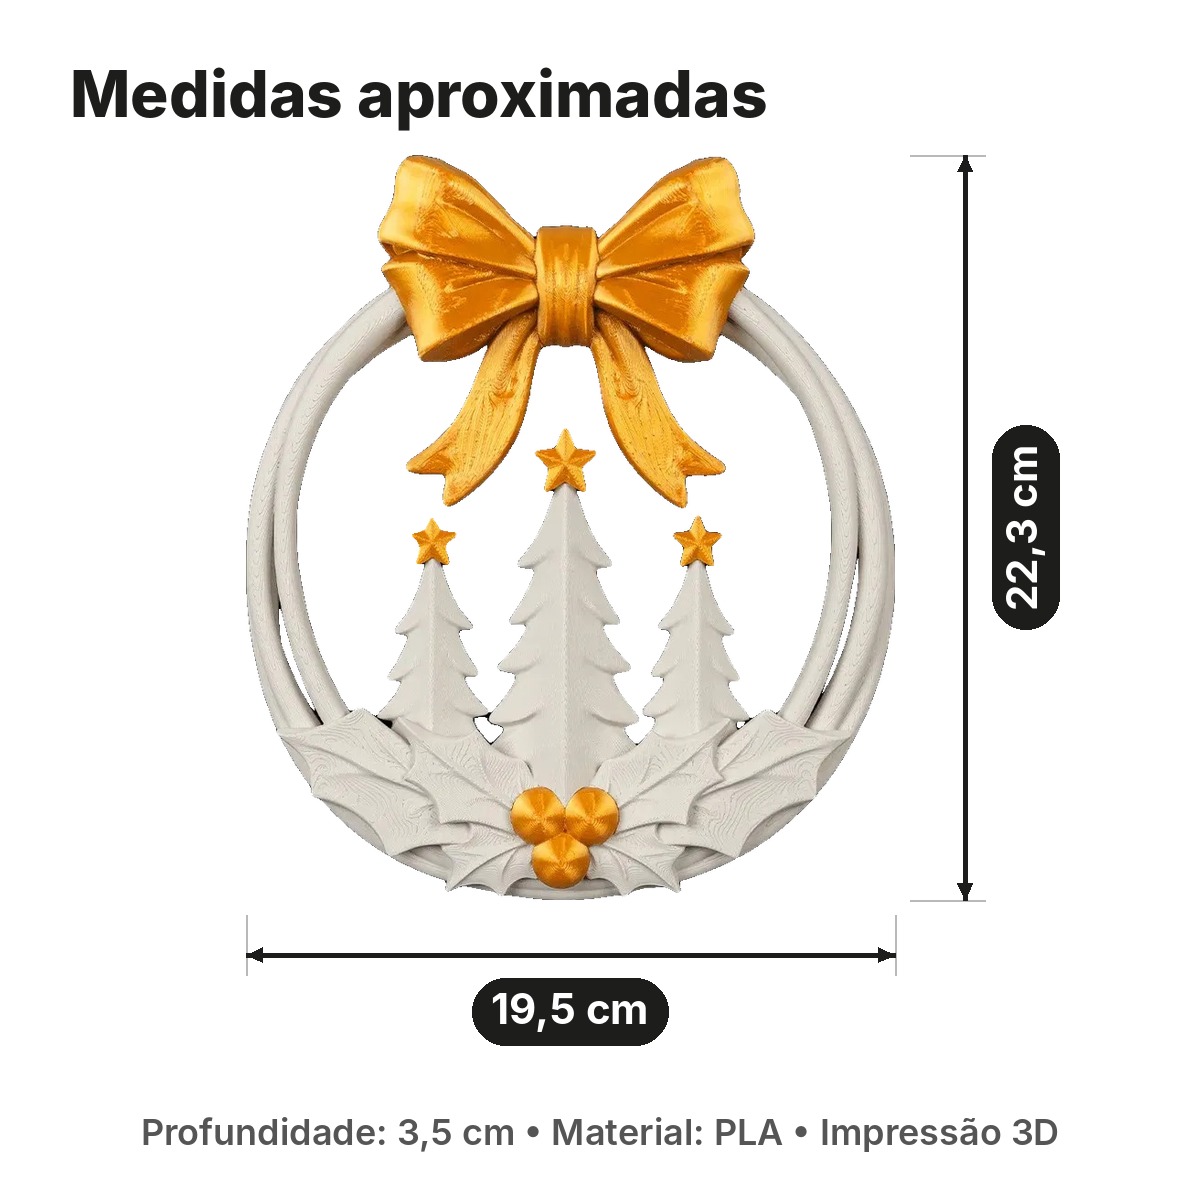 Medidas aproximadas
22,3 cm
19,5 cm
Profundidade: 3,5 cm • Material: PLA • Impressão 3D